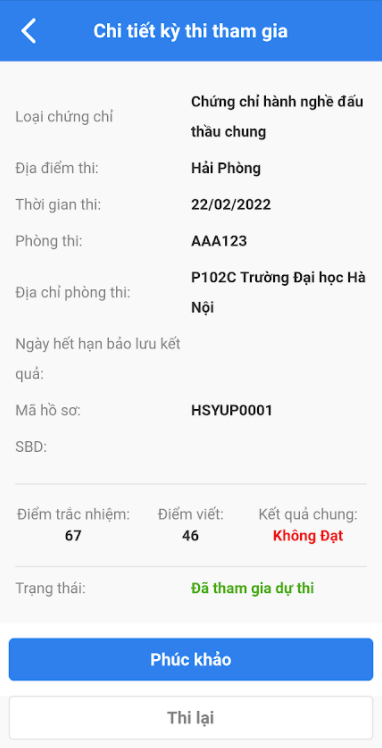 Chi tiết kỳ thi tham gia
Loại chứng chỉ
Chứng chỉ hành nghề đấu
thầu chung
Địa điểm thi:
Hải Phòng
Thời gian thi:
22/02/2022
Phòng thi:
AAA123
Địa chỉ phòng thi:
P102C Trường Đại học Hà
Nội
Ngày hết hạn bảo lưu kết
quả:
Mã hồ sơ:
HSYUP0001
SBD:
Điểm trắc nhiệm:
67
Điểm viết:
46
Kết quả chung:
Không Đạt
Trạng thái:
Đã tham gia dự thi
Phúc khảo
Thi lại